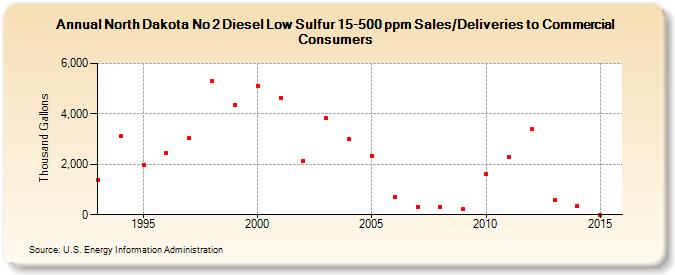 Annual North Dakota No 2 Diesel Low Sulfur 15-500 ppm Sales/Deliveries to Commercial
Consumers
Thousand Gallons
6,000
4,000
2,000
0
1995
2000
2005
2010
2015
Source: U.S. Energy Information Administration